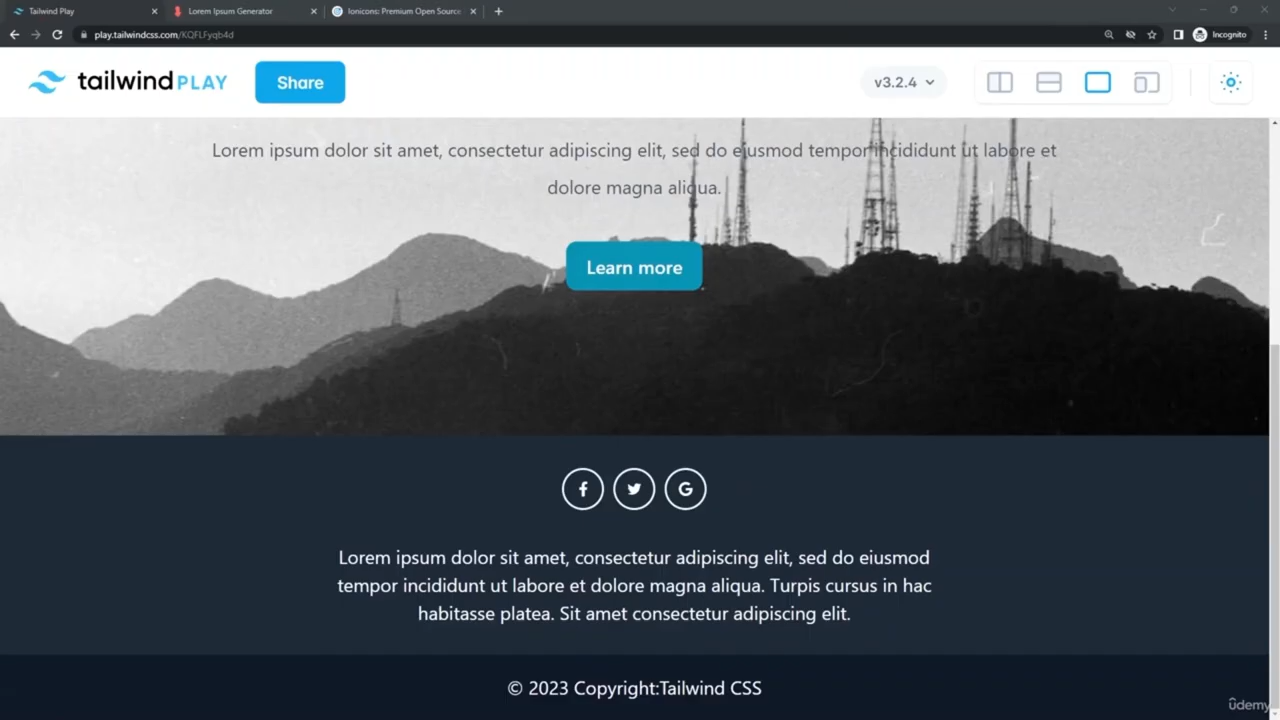 Tailwind Play
Lorem Ipsum Generator
Ionicons: Premium Open Source
play.tailwindcss.com/KQFLFyqb4d
Incognito
tailwind PLAY
Share
v3.2.4
Lorem ipsum dolor sit amet, consectetur adipiscing elit, sed do eiusmod tempor incididunt ut labore et
dolore magna aliqua.
Learn more
Lorem ipsum dolor sit amet, consectetur adipiscing elit, sed do eiusmod
tempor incididunt ut labore et dolore magna aliqua. Turpis cursus in hac
habitasse platea. Sit amet consectetur adipiscing elit.
© 2023 Copyright:Tailwind CSS
ûdemy